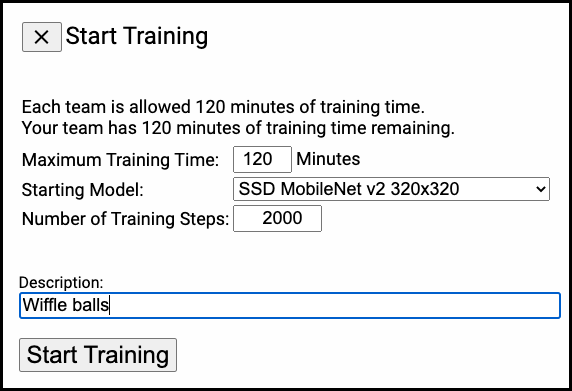 × Start Training
Each team is allowed 120 minutes of training time.
Your team has 120 minutes of training time remaining.
Maximum Training Time: 120 Minutes
Starting Model: SSD MobileNet v2 320x320
Number of Training Steps: 2000
Description:
Wiffle balls
Start Training